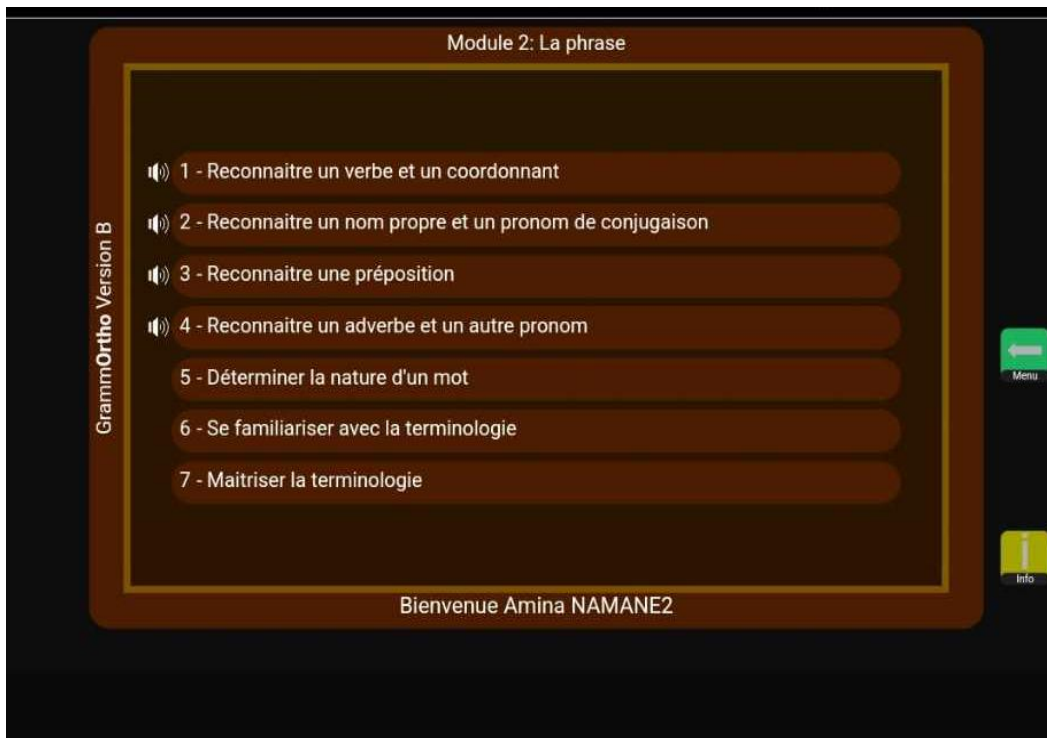 Module 2: La phrase
GrammOrtho Version B
1 - Reconnaitre un verbe et un coordonnant
2 - Reconnaitre un nom propre et un pronom de conjugaison
3 - Reconnaitre une préposition
4 - Reconnaitre un adverbe et un autre pronom
5 - Déterminer la nature d'un mot
6 - Se familiariser avec la terminologie
7 - Maitriser la terminologie
Menu
Info
Bienvenue Amina NAMANE2